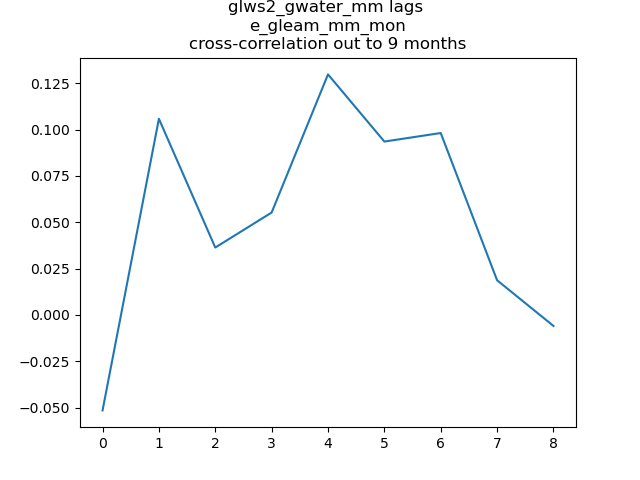 glws2_gwater_mm lags
e_gleam_mm_mon
cross-correlation out to 9 months
0.125
0.100
0.075
0.050
0.025
0.000
−0.025
−0.050
0 1 2 3 4 5 6 7 8